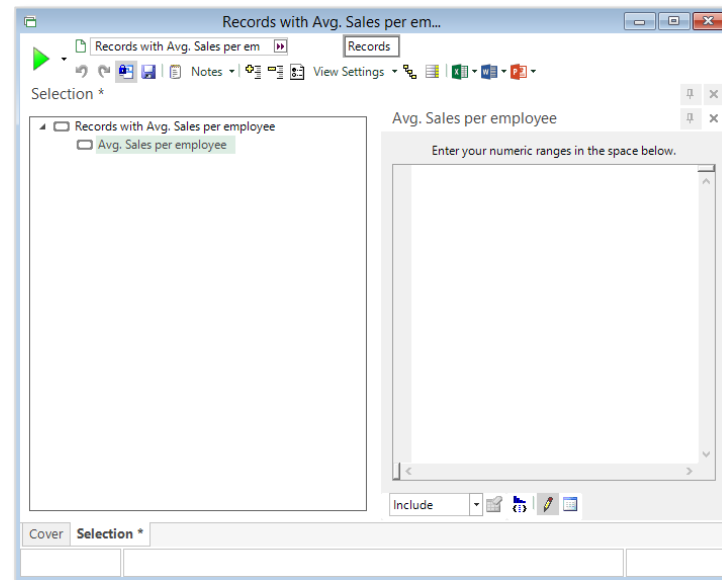 Records with Avg. Sales per em...
Records with Avg. Sales per em
Records
Notes
View Settings
Selection *
Avg. Sales per employee
Records with Avg. Sales per employee
Avg. Sales per employee
Enter your numeric ranges in the space below.
Include
Cover
Selection *